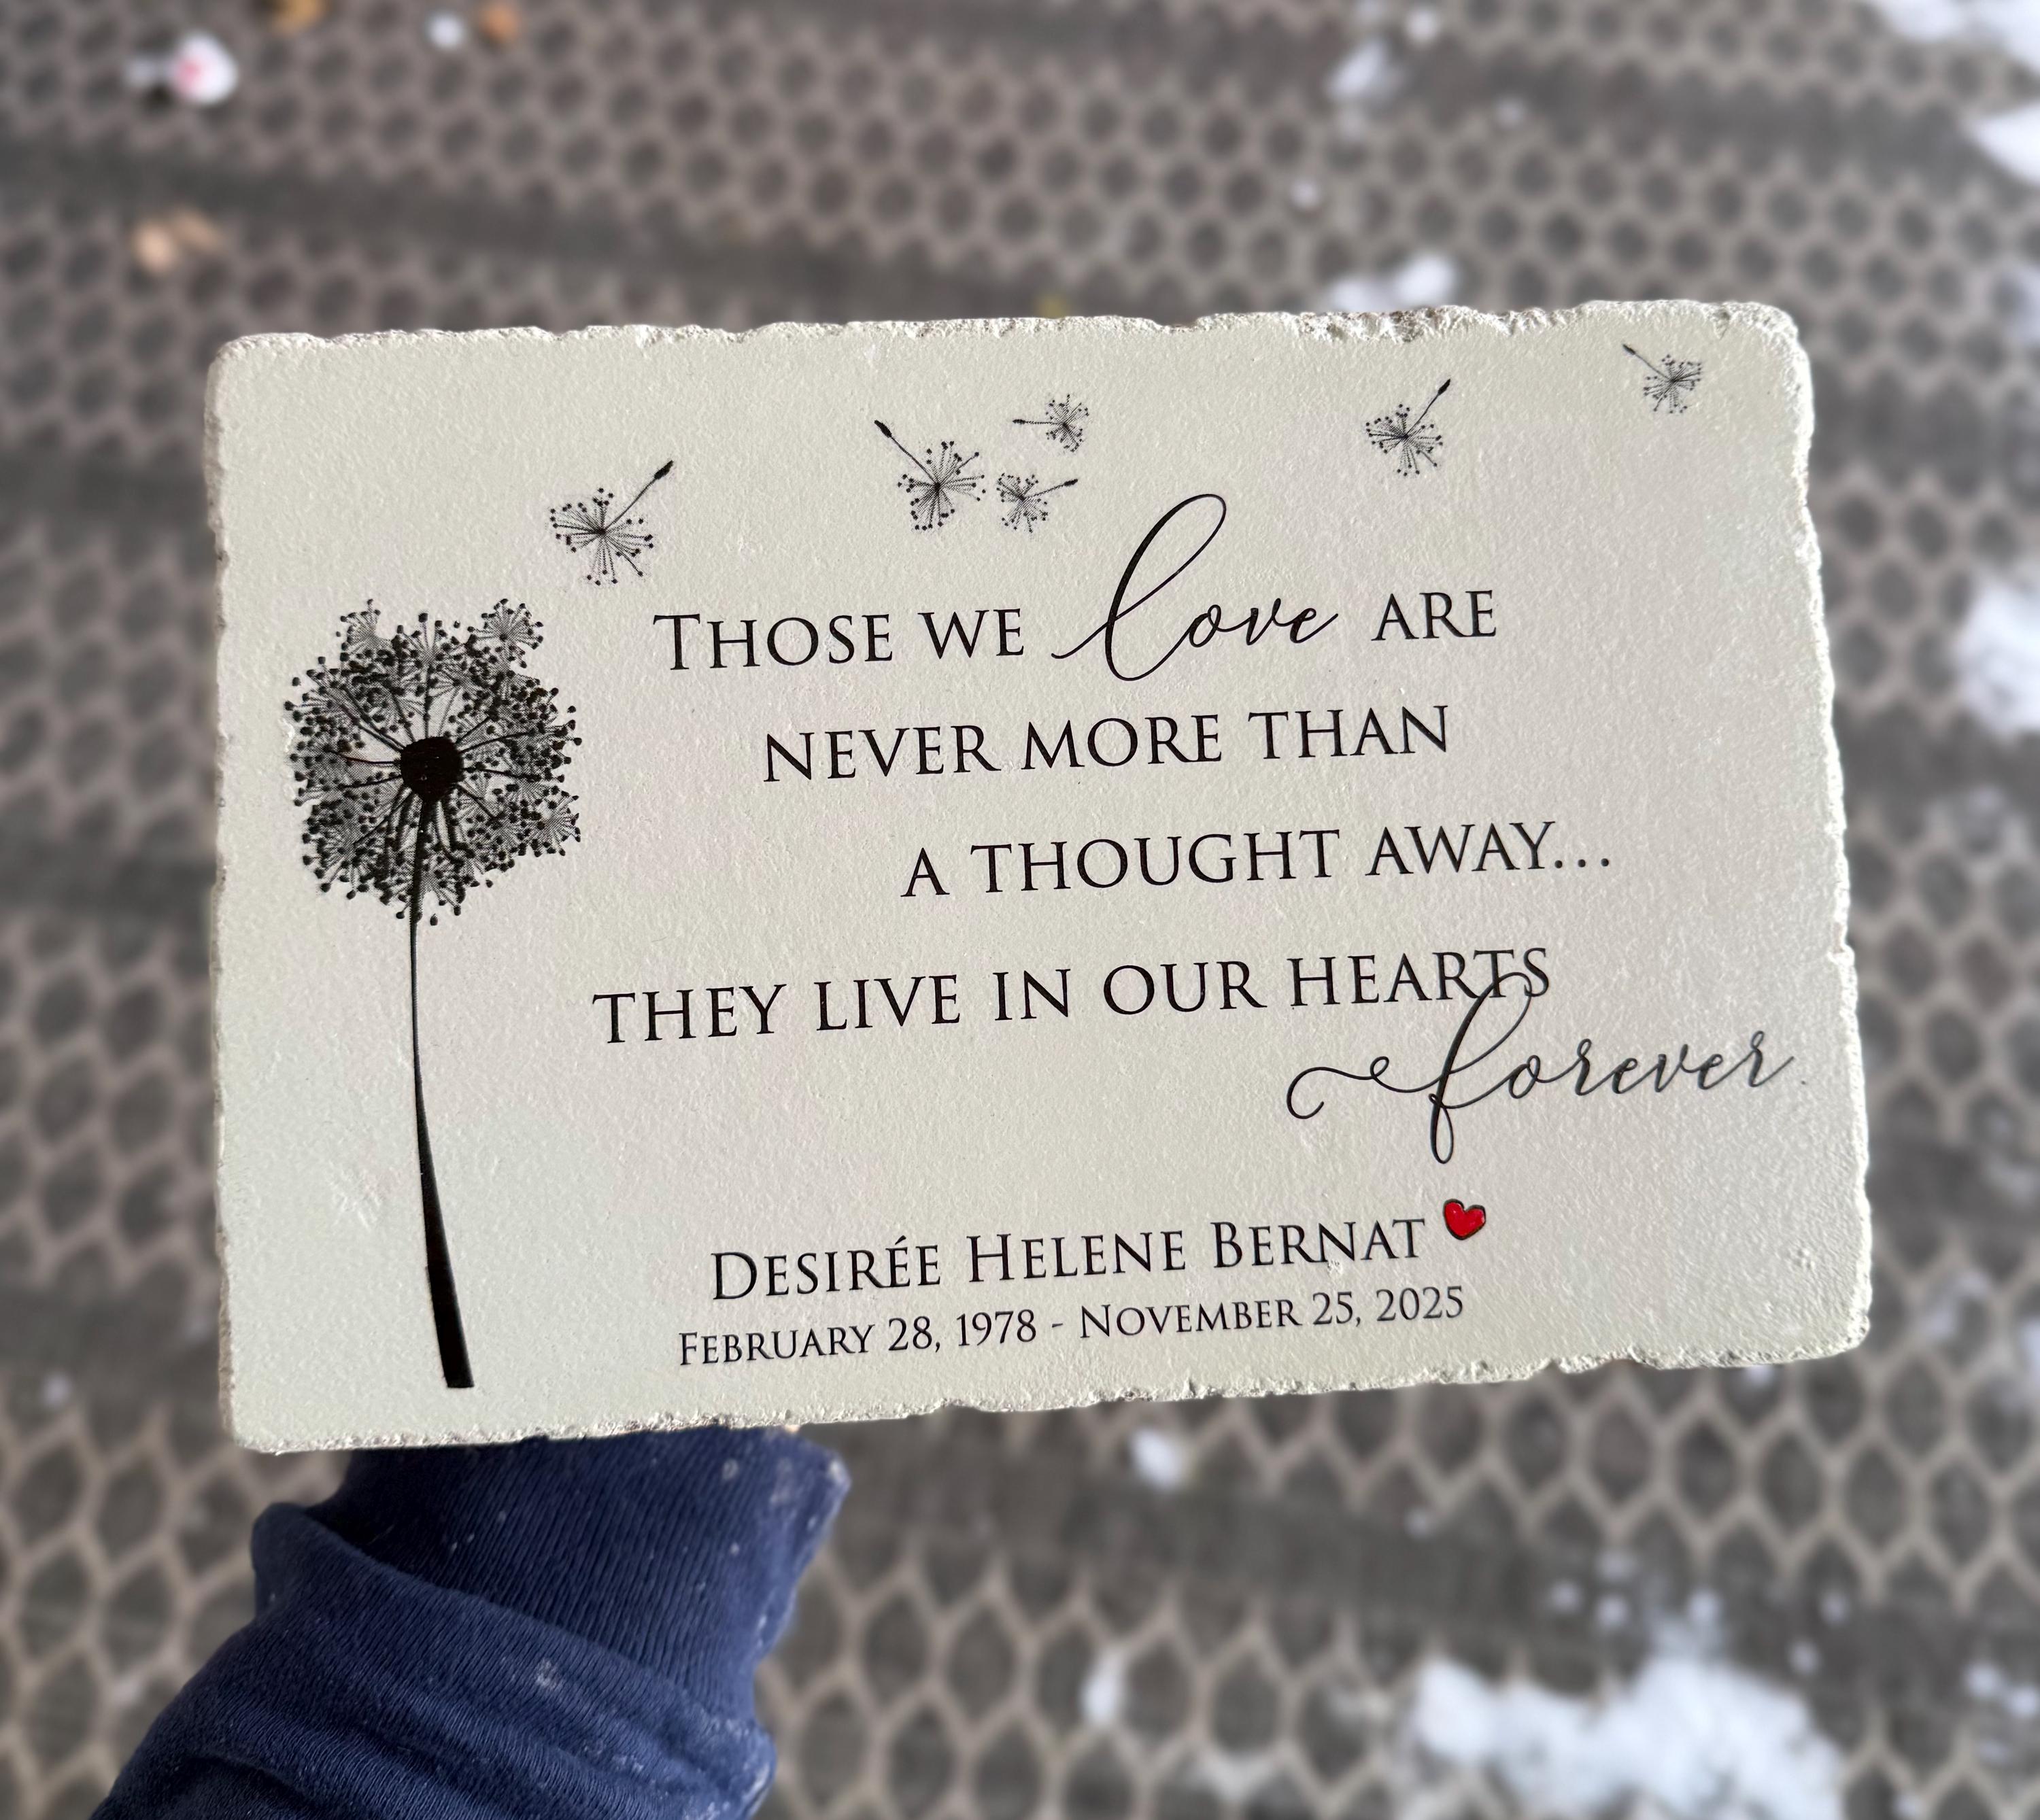 Those we love are
never more than
a thought away...
they live in our hearts
forever.
Desirée Helene Bernat
February 28, 1978 - November 25, 2025